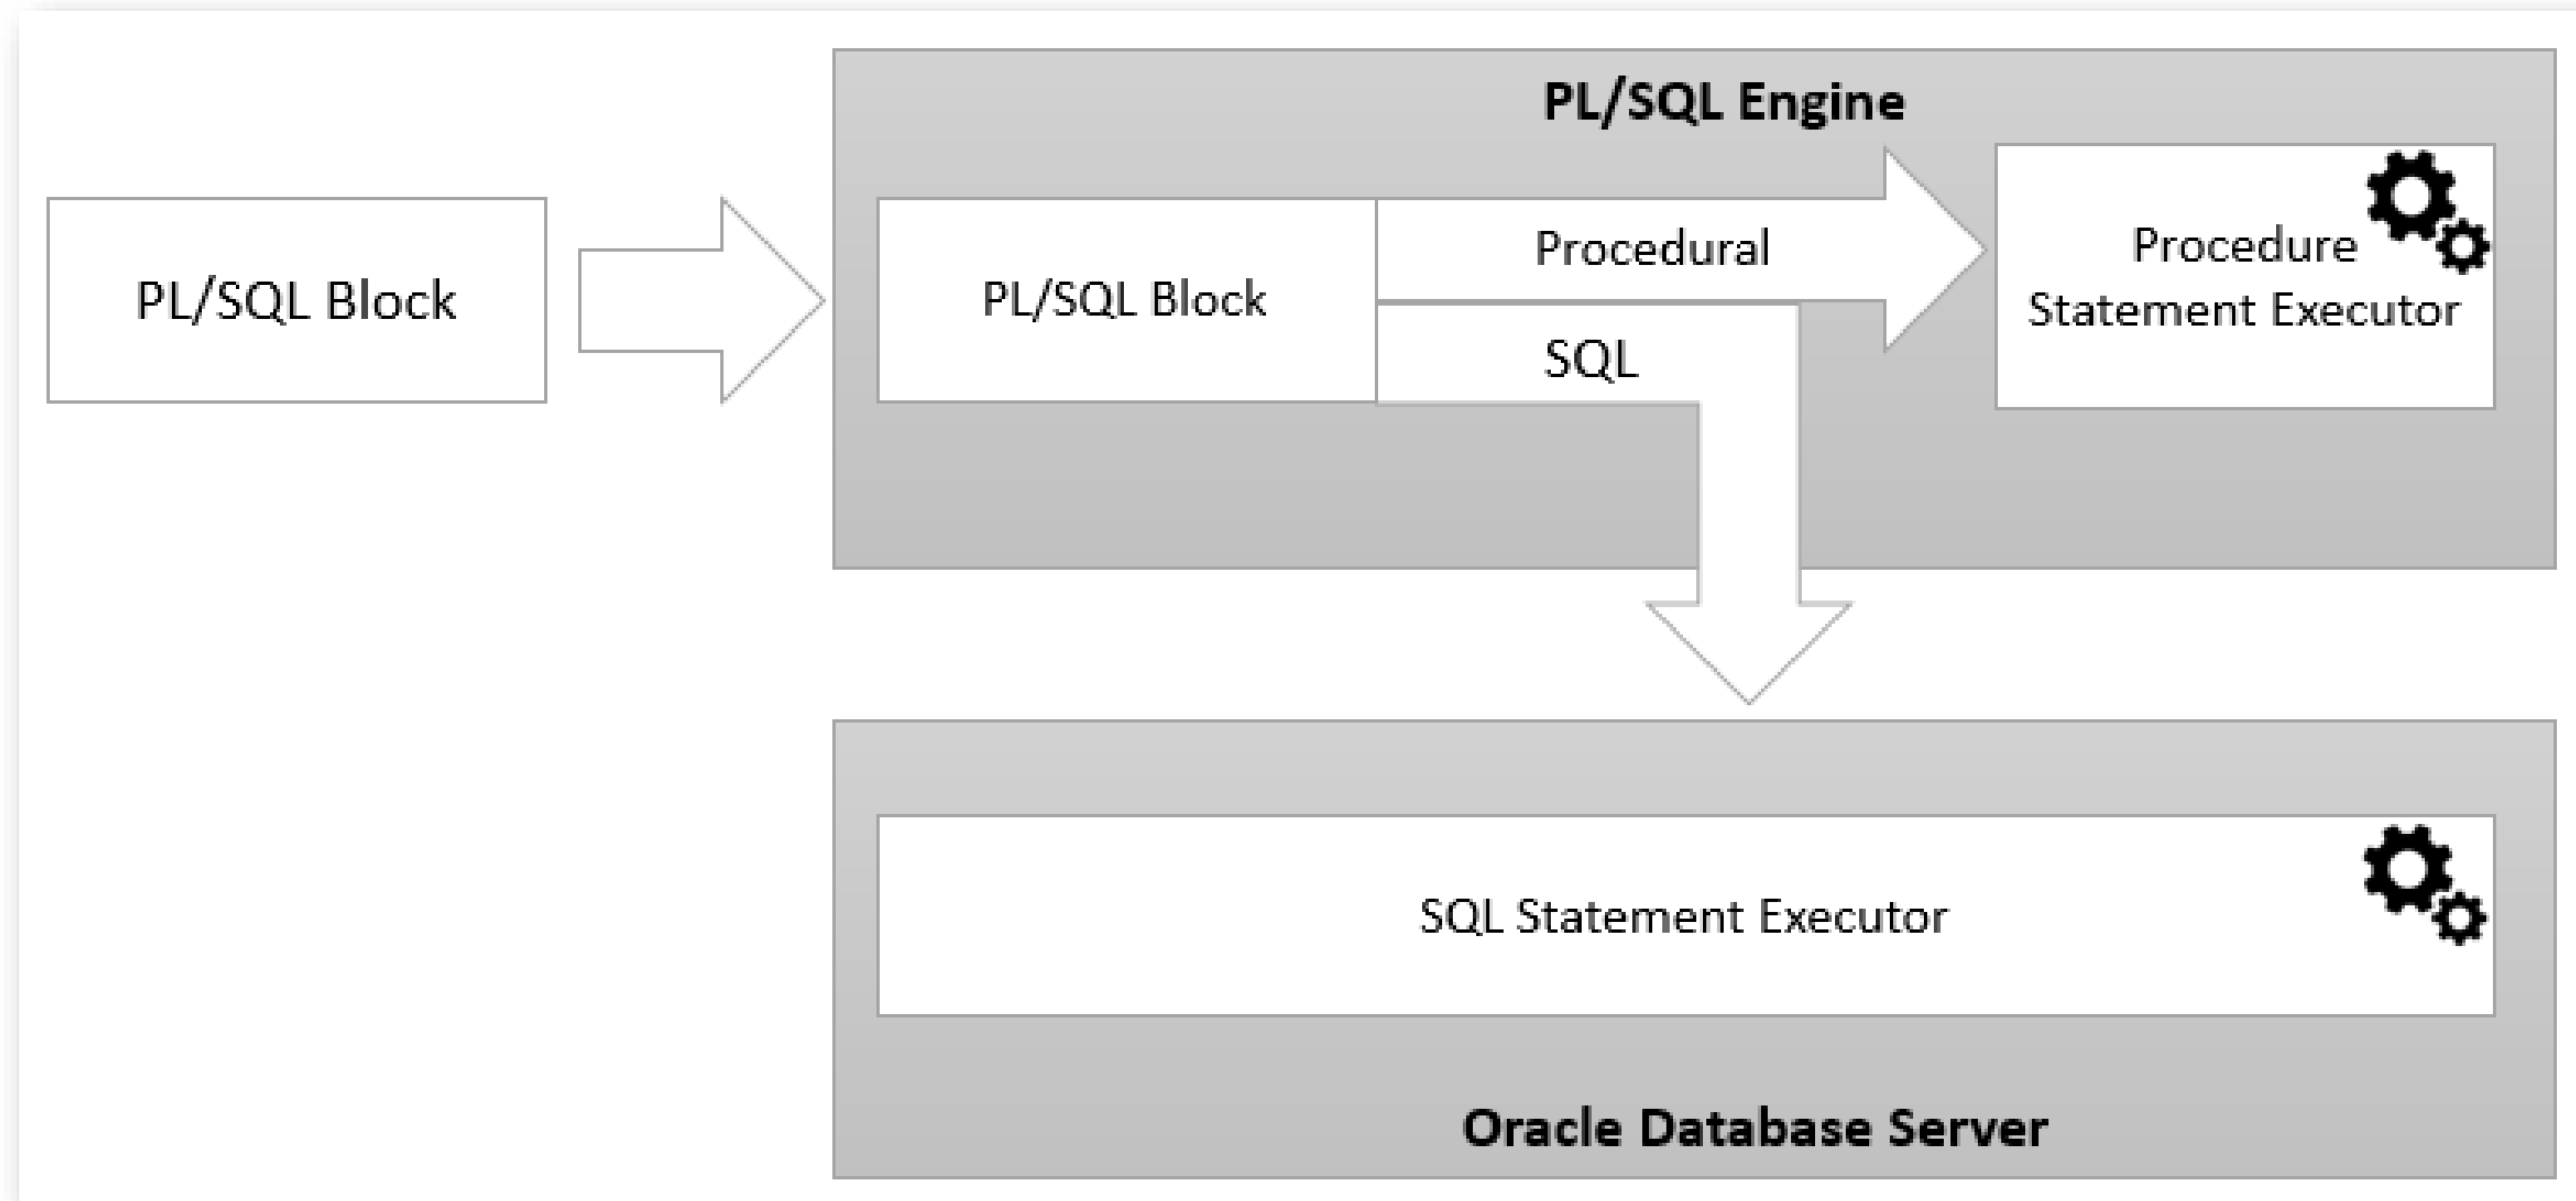 PL/SQL Engine
PL/SQL Block
PL/SQL Block
Procedural
SQL
Procedure
Statement Executor
SQL Statement Executor
Oracle Database Server